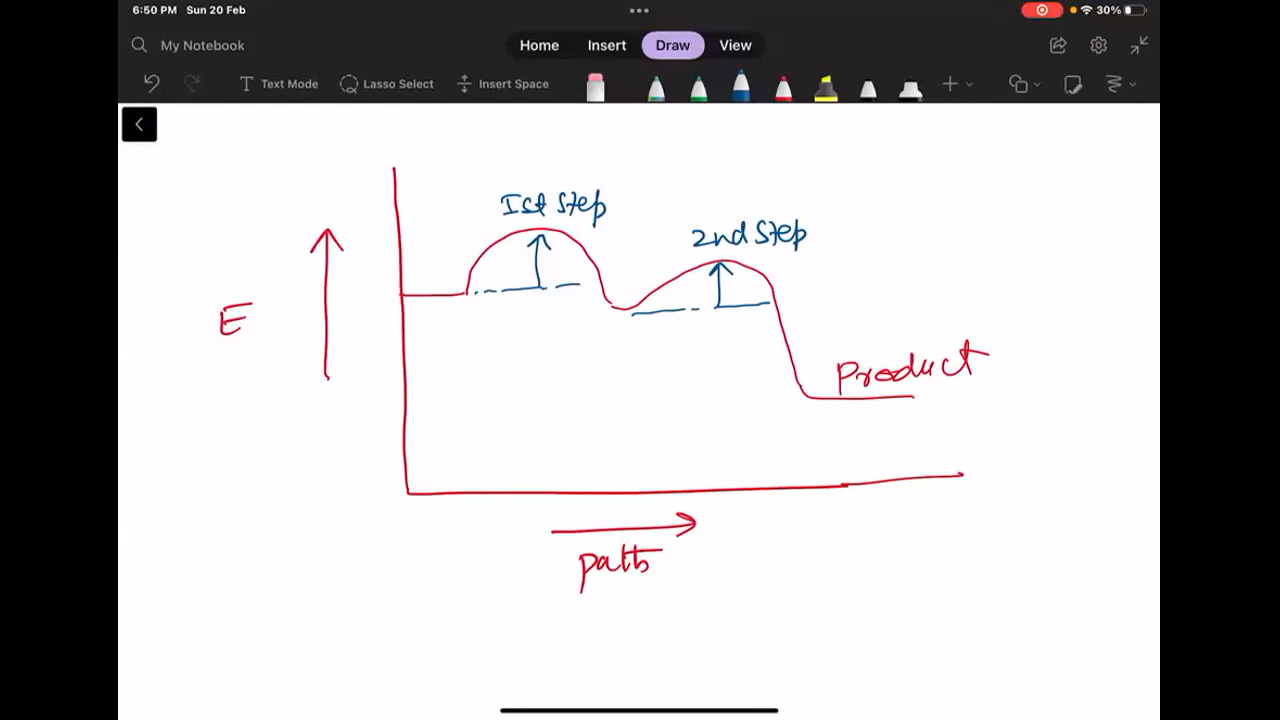 6:50 PM Sun 20 Feb
30%
My Notebook
Home Insert Draw View
Text Mode Lasso Select Insert Space
Ist Step
2nd Step
E
Product
path